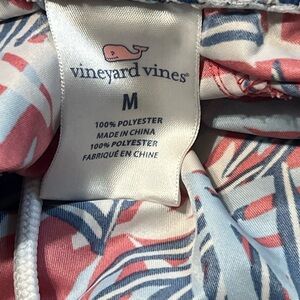 vineyard vines®
M
100% POLYESTER
MADE IN CHINA
100% POLYESTER
FABRIQUÉ EN CHINE